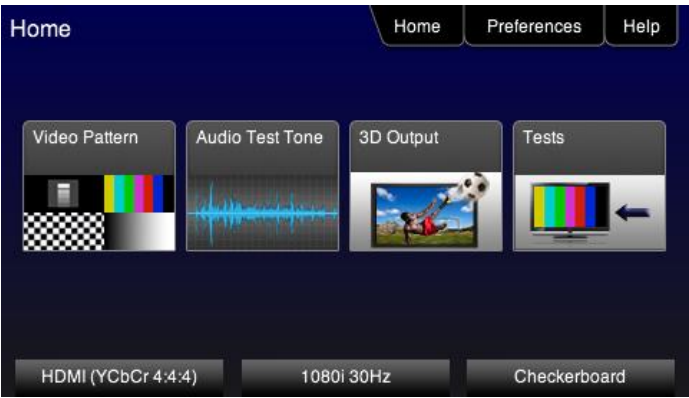 Home
Home Preferences Help
Video Pattern
Audio Test Tone
3D Output
Tests
HDMI (YCbCr 4:4:4)
1080i 30Hz
Checkerboard